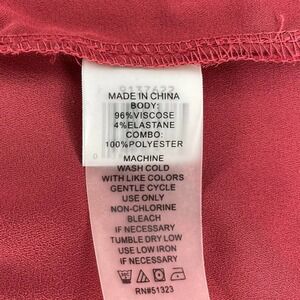 MADE IN CHINA
BODY:
96%VISCOSE
4%ELASTANE
COMBO:
100%POLYESTER
MACHINE
WASH COLD
WITH LIKE COLORS
GENTLE CYCLE
USE ONLY
NON-CHLORINE
BLEACH
IF NECESSARY
TUMBLE DRY LOW
USE LOW IRON
IF NECESSARY
RN#51323